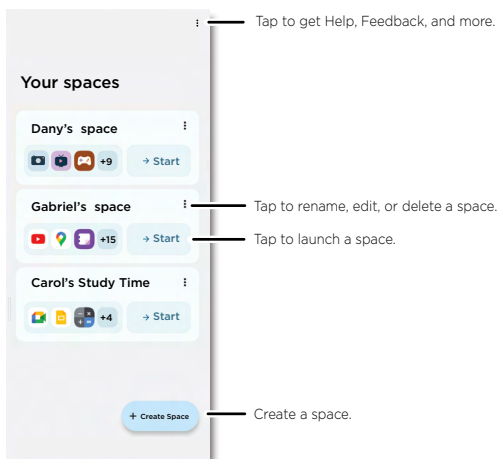 Tap to get Help, Feedback, and more.
Your spaces
Dany's space
+9
→ Start
Gabriel's space
Tap to rename, edit, or delete a space.
+15
→ Start
Tap to launch a space.
Carol's Study Time
+4
→ Start
+ Create Space
Create a space.